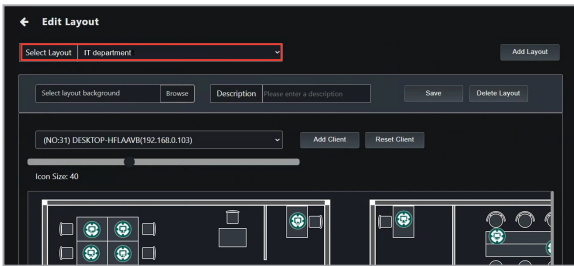 Edit Layout
Select Layout IT department Add Layout
Select layout background Browse Description Please enter a description Save Delete Layout
(NO:31) DESKTOP-HFLAAVB(192.168.0.103) Add Client Reset Client
Icon Size: 40